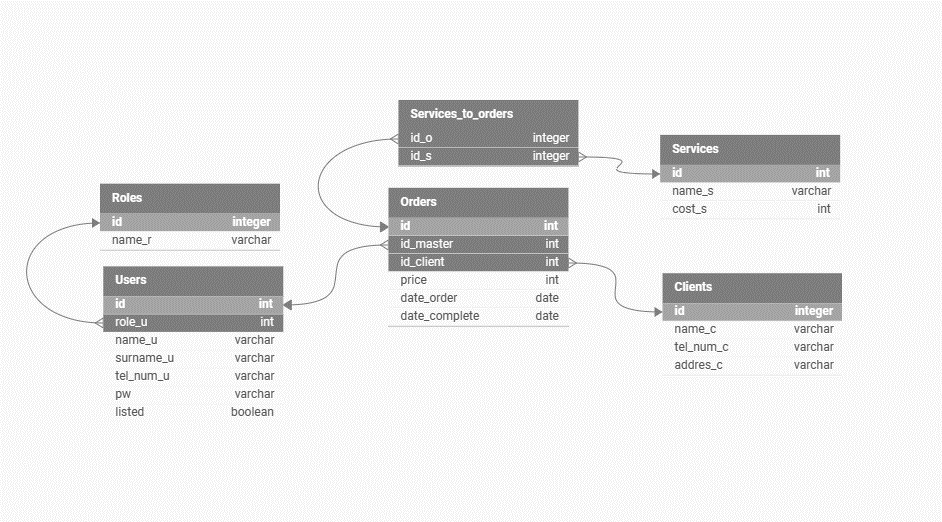 Services_to_orders
id_o integer
id_s integer
Services
id int
name_s varchar
cost_s int
Roles
id integer
name_r varchar
Orders
id int
id_master int
id_client int
price int
date_order date
date_complete date
Users
id int
role_u int
name_u varchar
surname_u varchar
tel_num_u varchar
pw varchar
listed boolean
Clients
id integer
name_c varchar
tel_num_c varchar
addres_c varchar